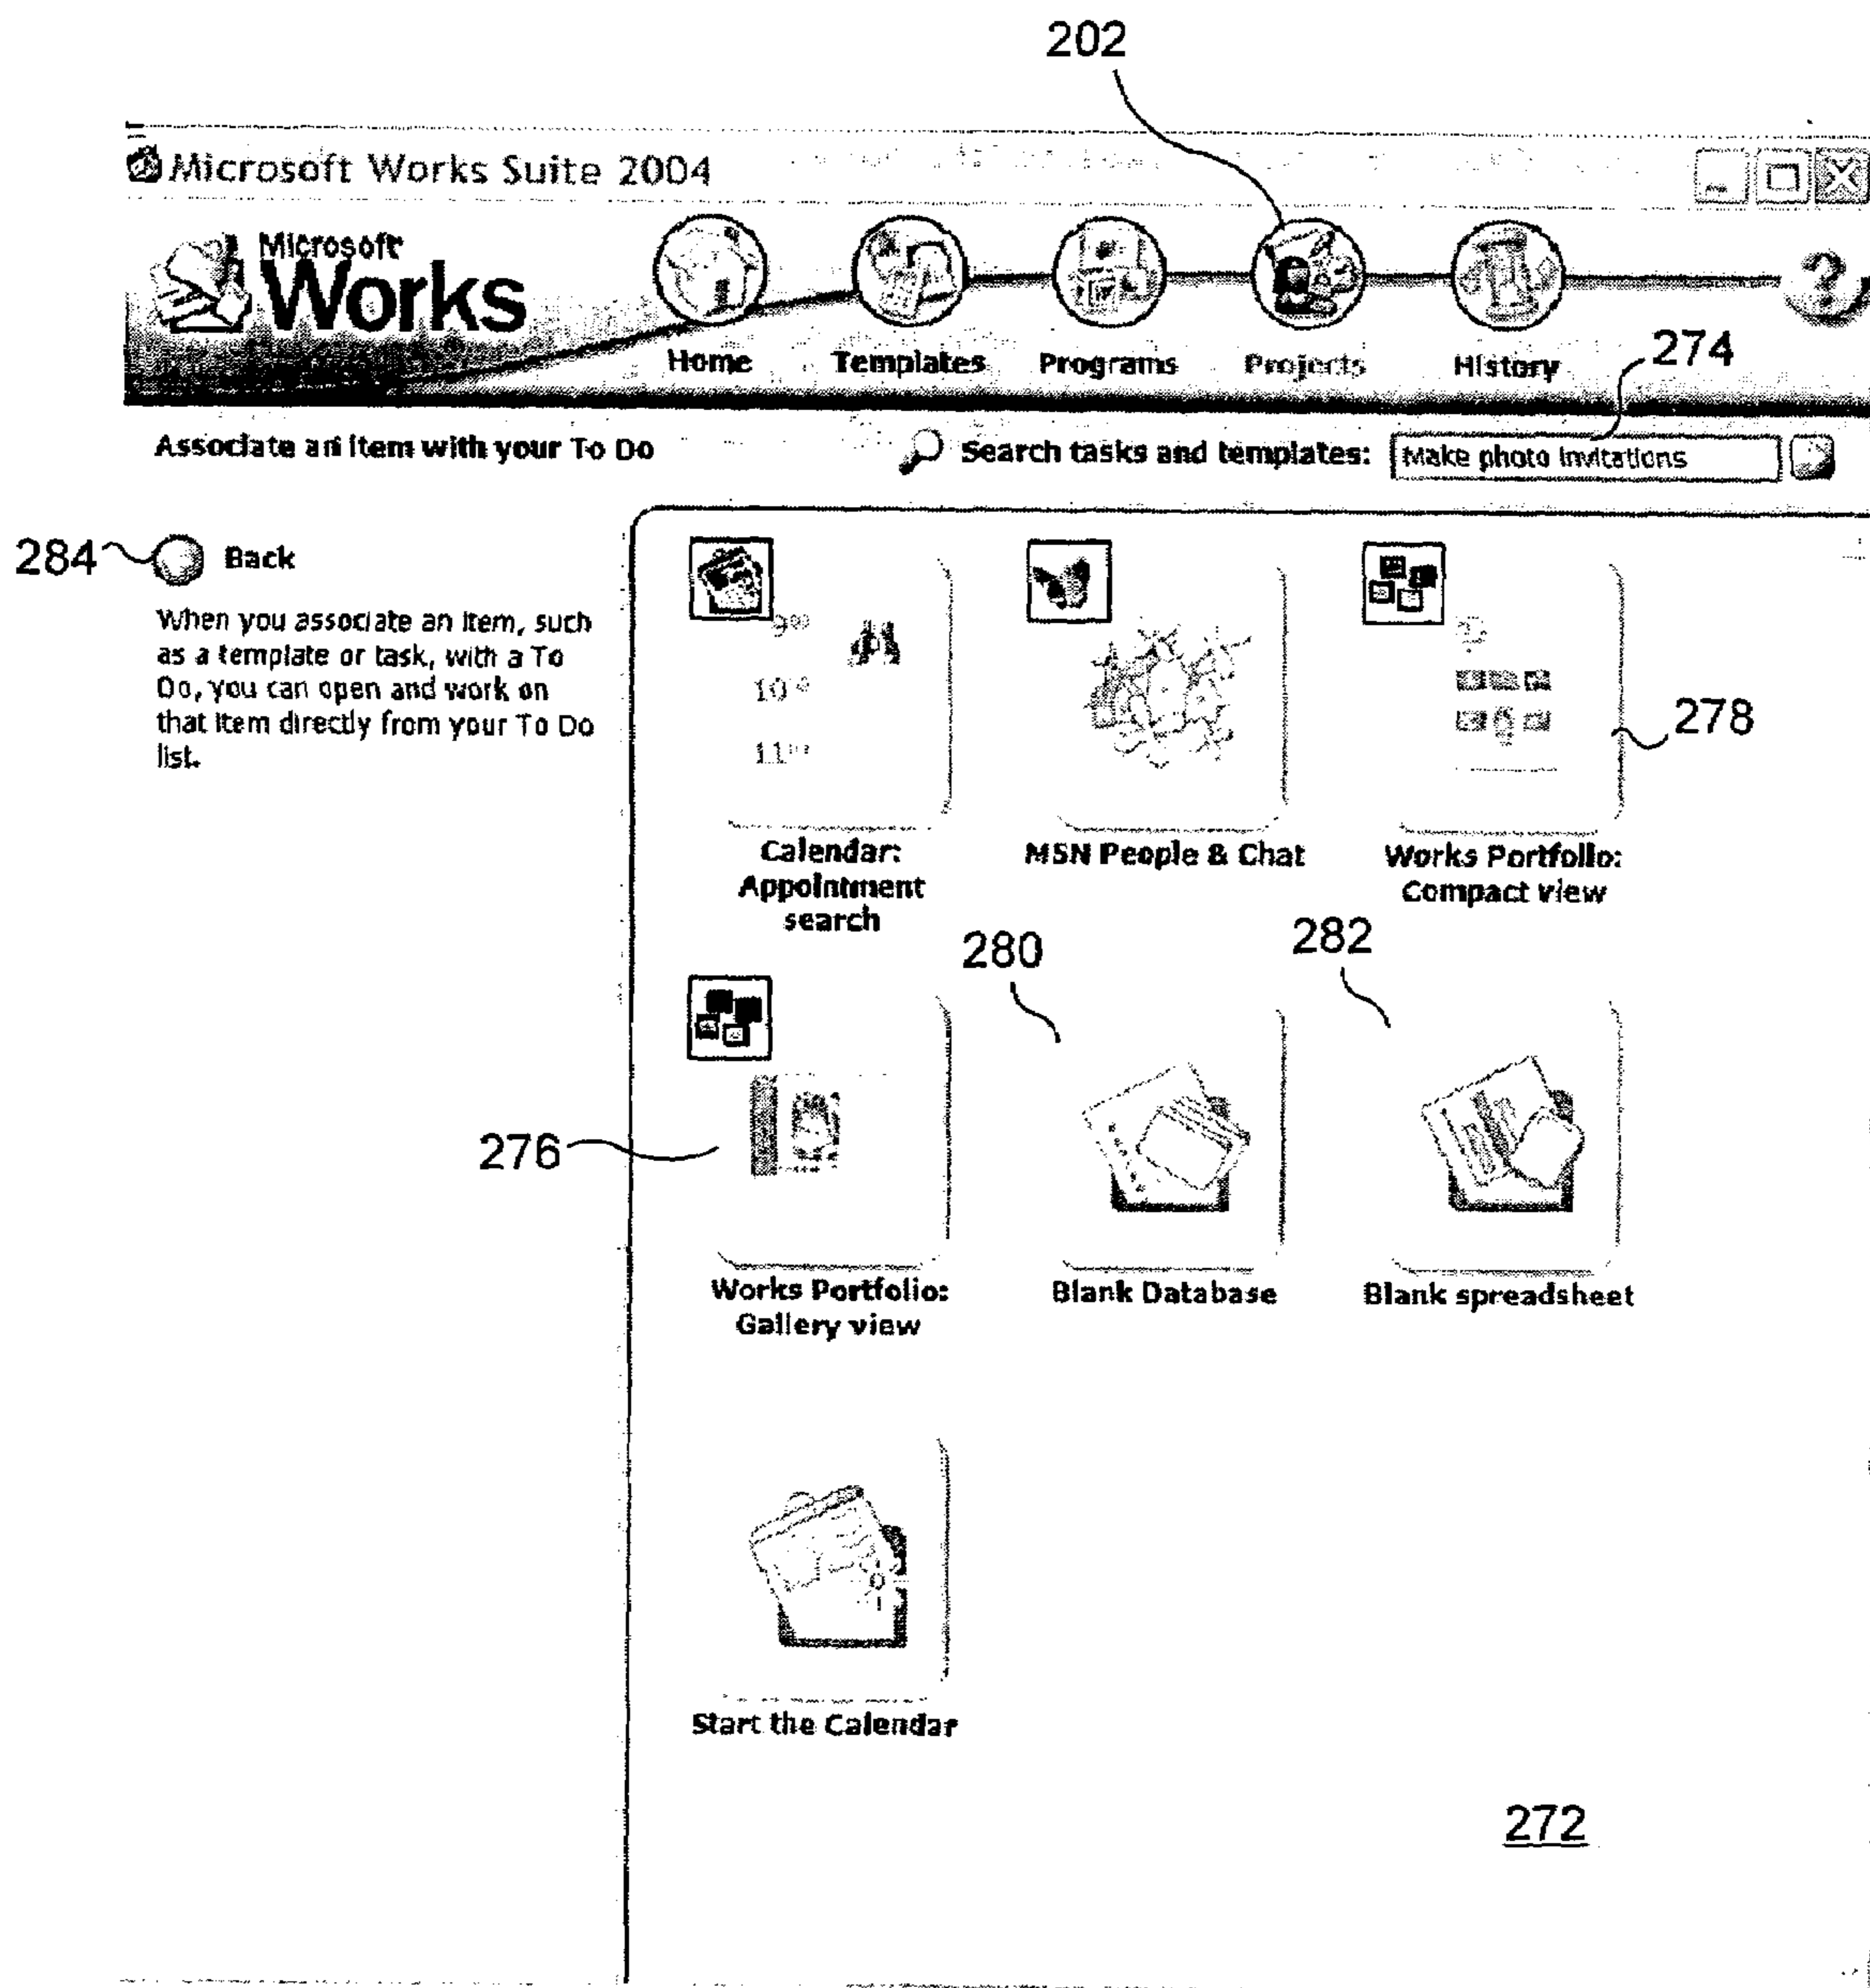 202
Microsoft Works Suite 2004
Microsoft
Works
Home Templates Programs Projects History ?
274
Associate an item with your To Do
Search tasks and templates: Make photo invitations
284 Back
When you associate an item, such
as a template or task, with a To
Do, you can open and work on
that item directly from your To Do
list.
9⁰⁰
10⁰⁰
11⁰⁰
278
Calendar:
Appointment
search
MSN People & Chat
Works Portfolio:
Compact view
280
282
276
Works Portfolio:
Gallery view
Blank Database
Blank spreadsheet
Start the Calendar
272